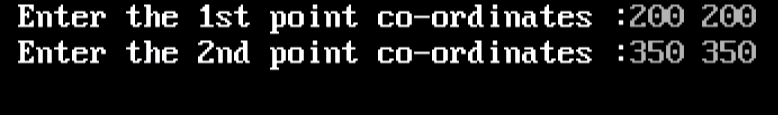 Enter the 1st point co-ordinates :200 200
Enter the 2nd point co-ordinates :350 350